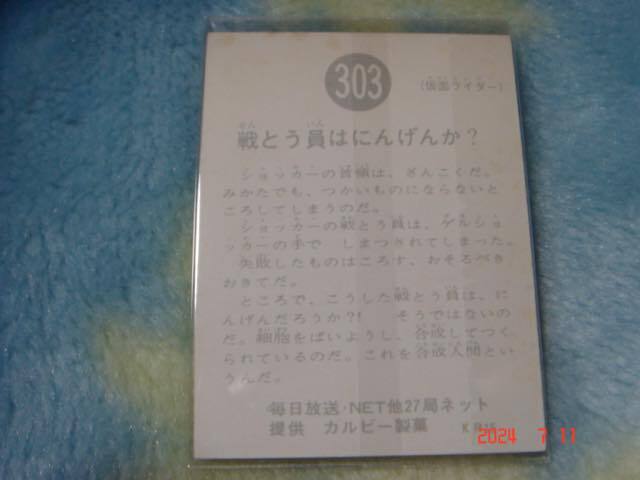 303
(仮面ライダー)
戦とう員はにんげんか?
ショッカーの首領は、ざんこくだ。
みかたでも、つかいものにならないと
ころしてしまうのだ。
ショッカーの戦とう員は、ゲルショ
ッカーの手で しまつされてしまった。
失敗したものはころす、おそるべき
おきてだ。
ところで、こうした戦とう員は、に
んげんだろうか?! そうではないの
だ。細胞をばいようし、合成してつく
られているのだ。これを合成人間とい
うんだ。
毎日放送・NET他27局ネット
提供 カルビー製菓
2024 7 11